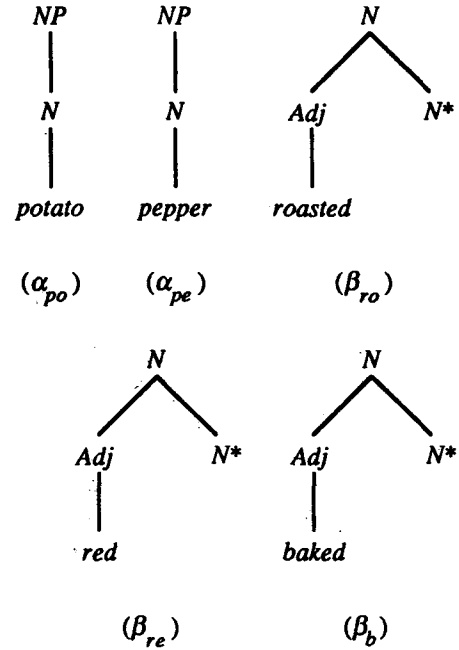 NP NP N
N N Adj N*
potato pepper roasted
(α_po) (α_pe) (β_ro)
N N
Adj N* Adj N*
red baked
(β_re) (β_b)